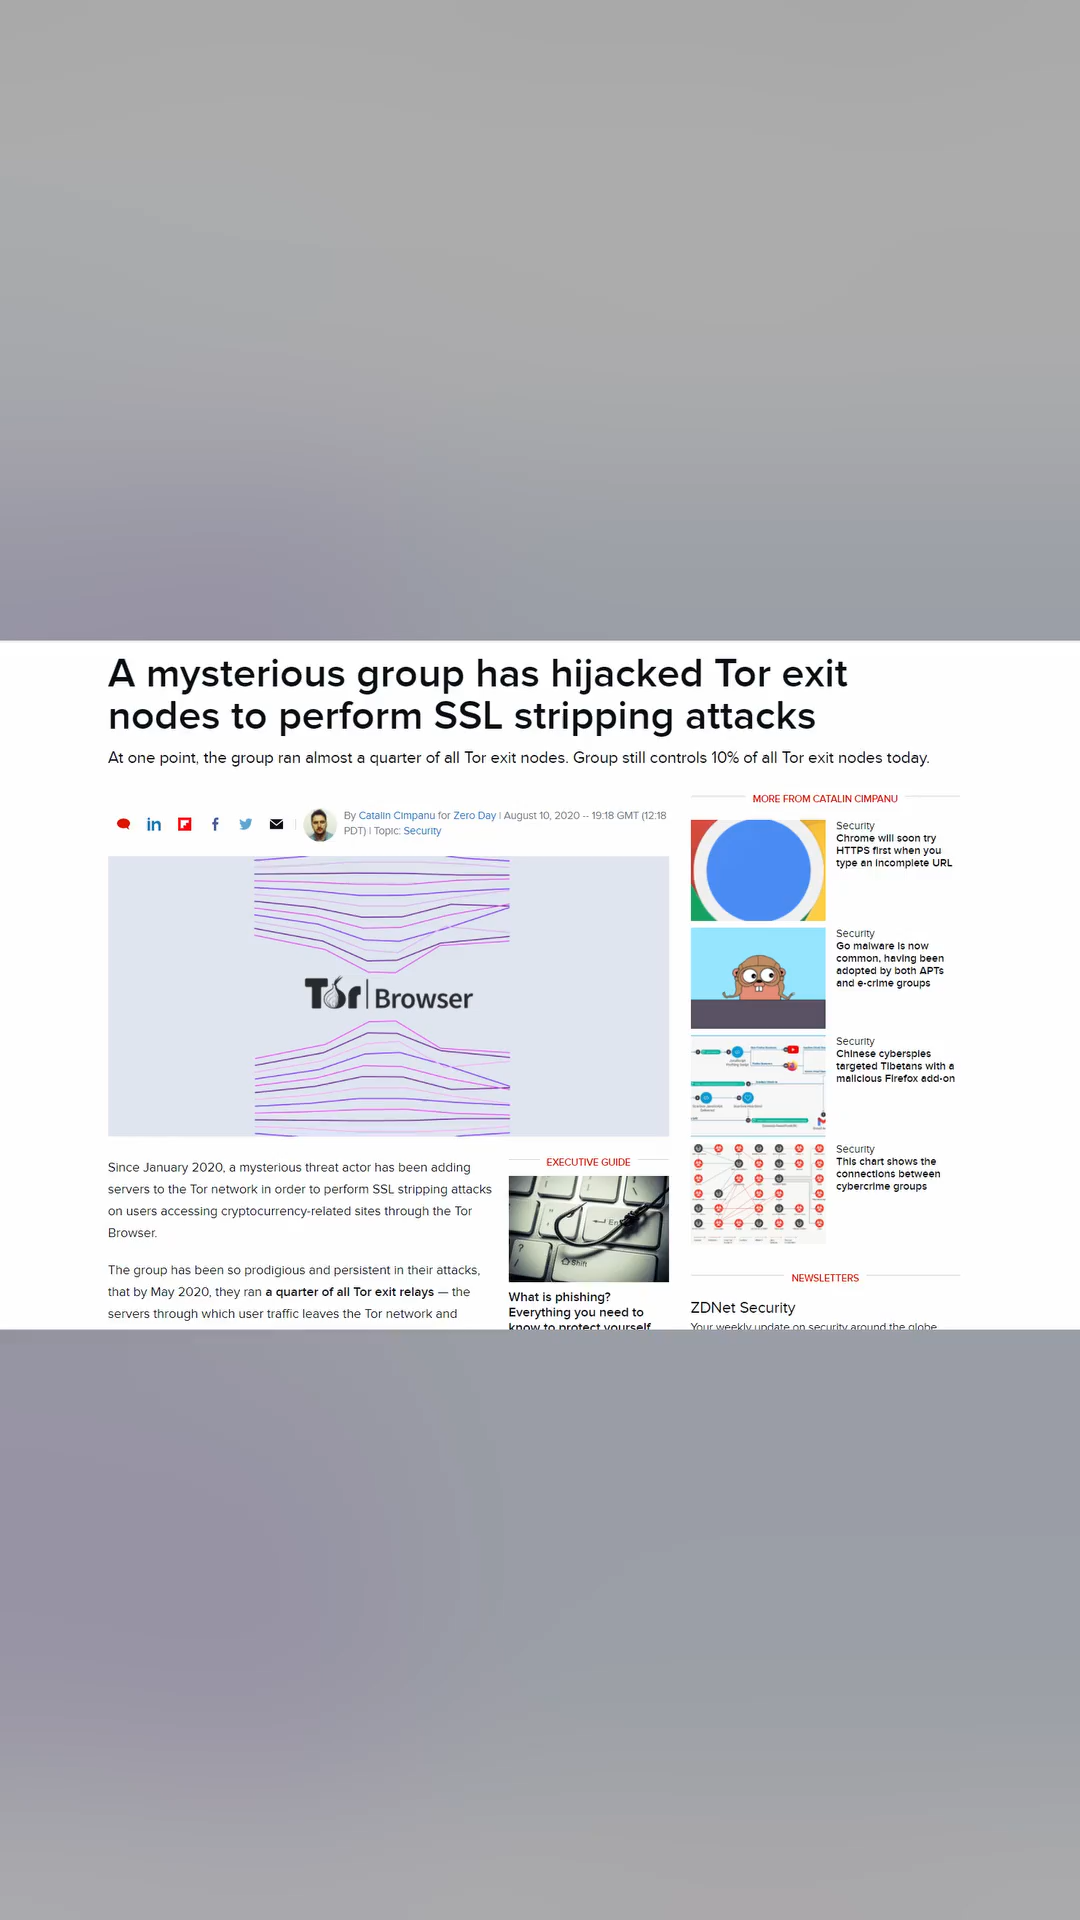 A mysterious group has hijacked Tor exit
nodes to perform SSL stripping attacks
At one point, the group ran almost a quarter of all Tor exit nodes. Group still controls 10% of all Tor exit nodes today.
By Catalin Cimpanu for Zero Day | August 10, 2020 -- 19:18 GMT (12:18
PDT) | Topic: Security
Tor Browser
Since January 2020, a mysterious threat actor has been adding
servers to the Tor network in order to perform SSL stripping attacks
on users accessing cryptocurrency-related sites through the Tor
Browser.
The group has been so prodigious and persistent in their attacks,
that by May 2020, they ran a quarter of all Tor exit relays — the
servers through which user traffic leaves the Tor network and
EXECUTIVE GUIDE
Shift
What is phishing?
Everything you need to
know to protect yourself
MORE FROM CATALIN CIMPANU
Security
Chrome will soon try
HTTPS first when you
type an incomplete URL
Security
Go malware is now
common, having been
adopted by both APTs
and e-crime groups
Security
Chinese cyberspies
targeted Tibetans with a
malicious Firefox add-on
Security
This chart shows the
connections between
cybercrime groups
NEWSLETTERS
ZDNet Security
Your weekly update on security around the globe,